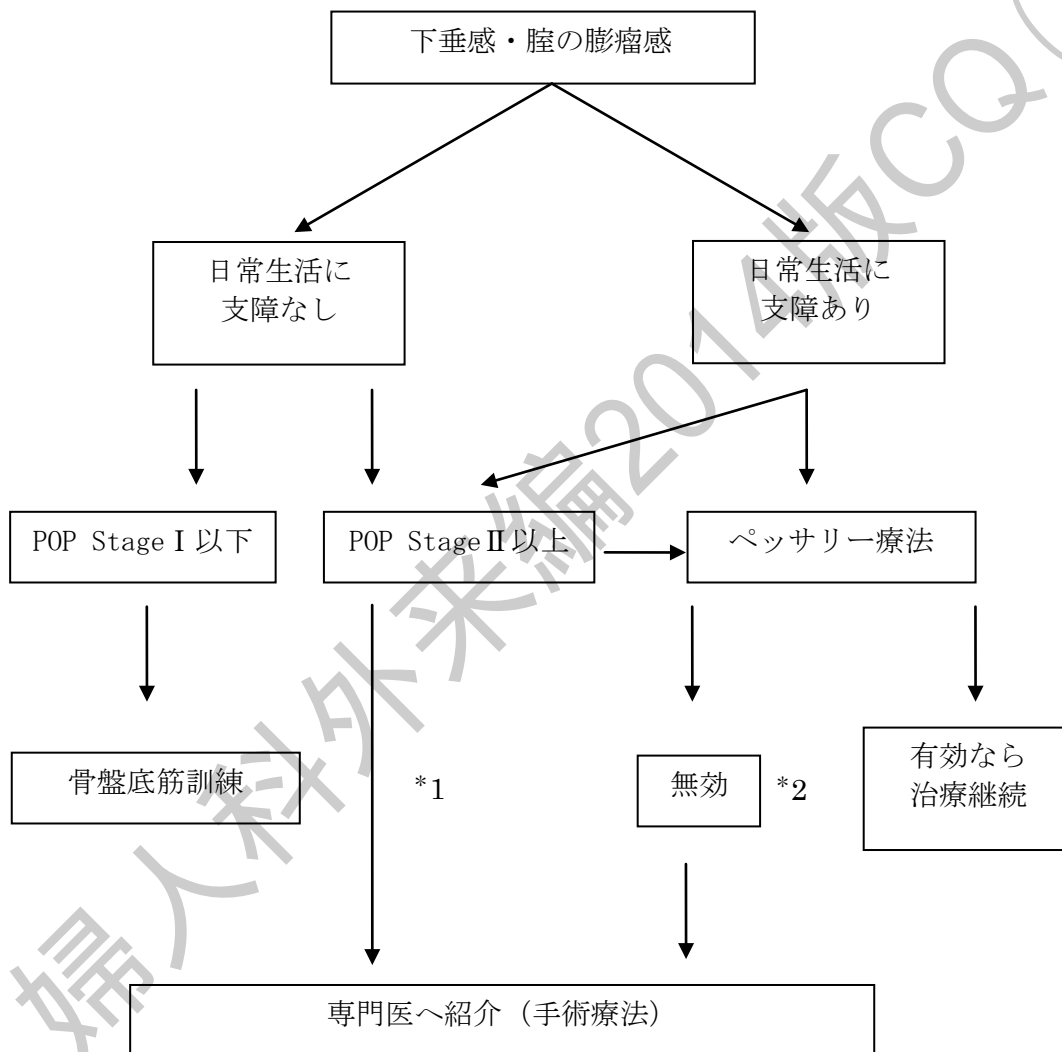 下垂感・腟の膨瘤感
日常生活に
支障なし
日常生活に
支障あり
POP StageⅠ以下
POP StageⅡ以上
ペッサリー療法
骨盤底筋訓練
*1
無効
*2
有効なら
治療継続
専門医へ紹介（手術療法）
婦人科外来編2014版CQ(